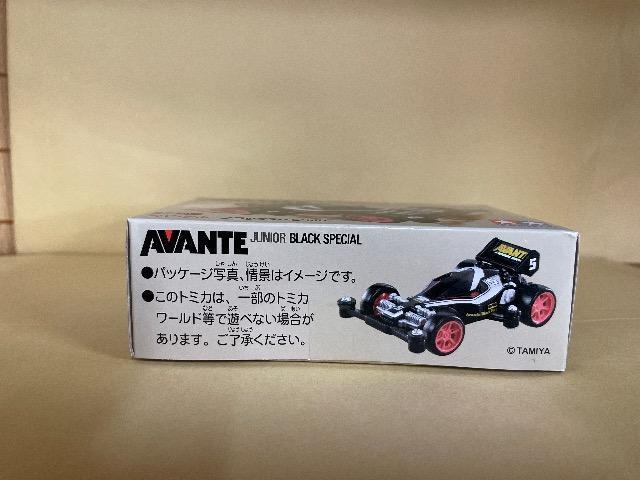 AVANTE JUNIOR BLACK SPECIAL
●パッケージ写真、情景はイメージです。
●このトミカは、一部のトミカ
ワールド等で遊べない場合が
あります。ご了承ください。
AVANTE
5
© TAMIYA